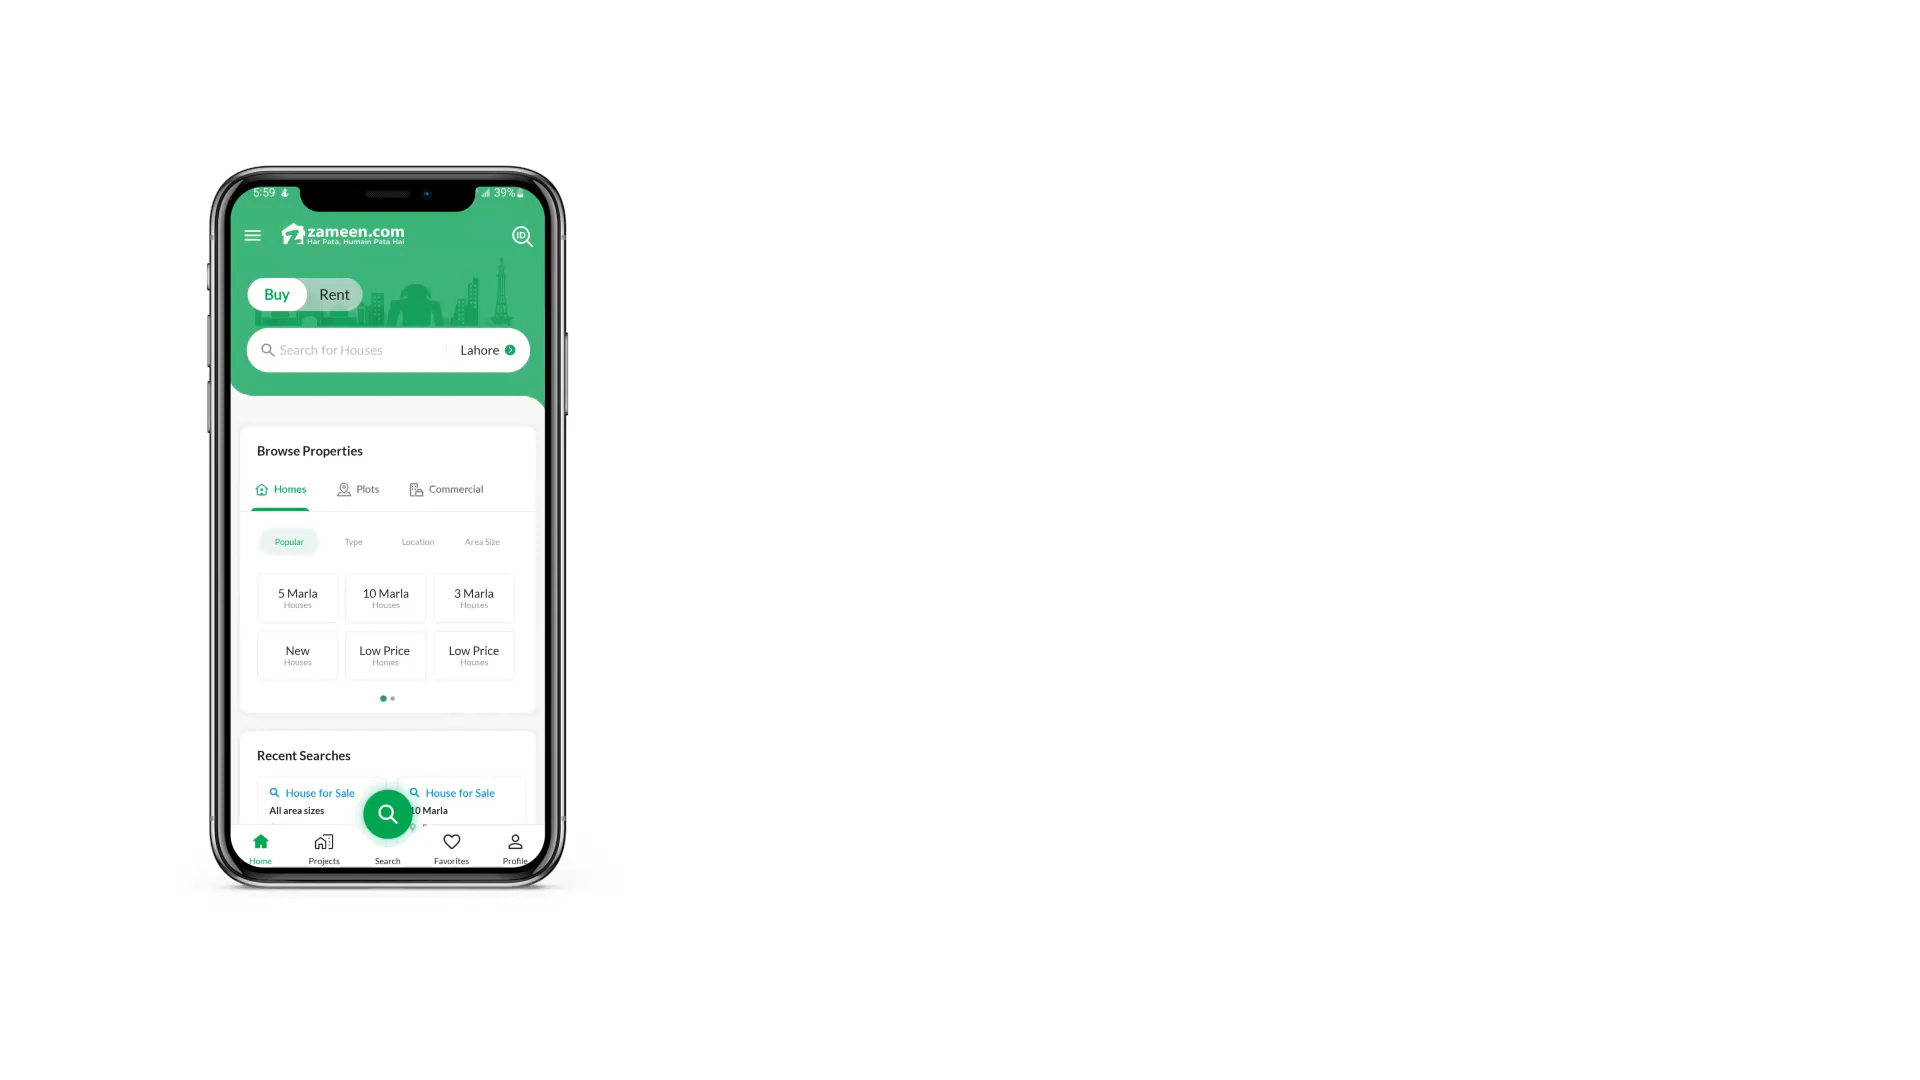 5:59
39%
zameen.com
Har Pata, Humain Pata Hai
ID
Buy Rent
Search for Houses Lahore
Browse Properties
Homes Plots Commercial
Popular Type Location Area Size
5 Marla 10 Marla 3 Marla
Houses Houses Houses
New Low Price Low Price
Houses Homes Houses
Recent Searches
House for Sale House for Sale
All area sizes 10 Marla
Home Projects Search Favorites Profile